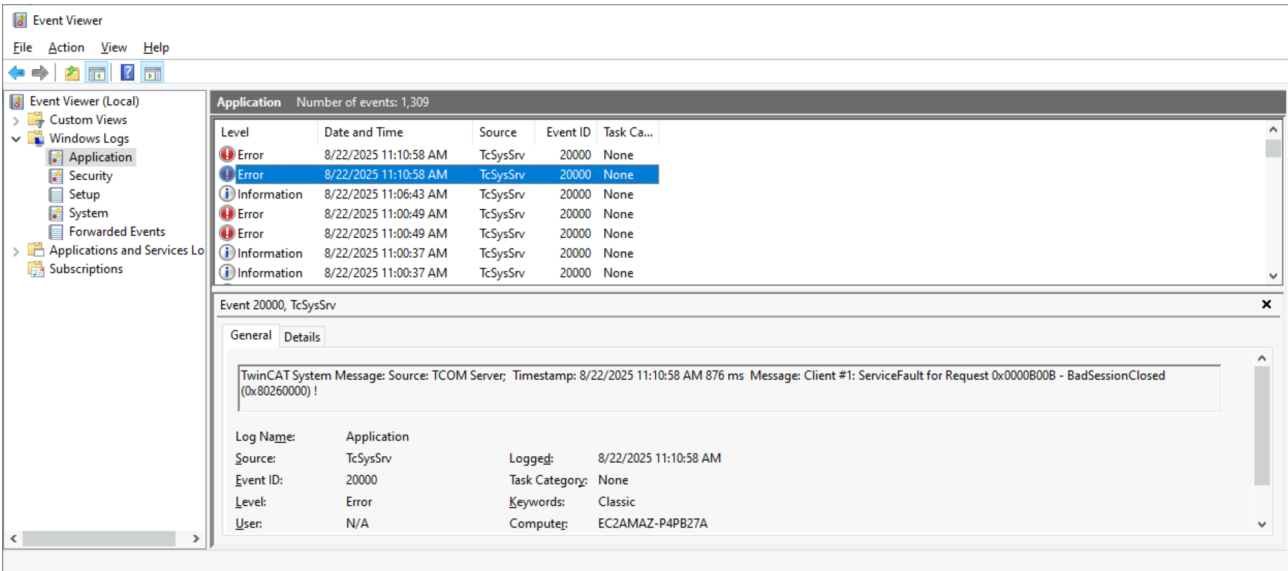 Event Viewer
File Action View Help
Event Viewer (Local)
Custom Views
Windows Logs
Application
Security
Setup
System
Forwarded Events
Applications and Services Lo
Subscriptions
Application Number of events: 1,309
Level Date and Time Source Event ID Task Ca...
Error 8/22/2025 11:10:58 AM TcSysSrv 20000 None
Error 8/22/2025 11:10:58 AM TcSysSrv 20000 None
Information 8/22/2025 11:06:43 AM TcSysSrv 20000 None
Error 8/22/2025 11:00:49 AM TcSysSrv 20000 None
Error 8/22/2025 11:00:49 AM TcSysSrv 20000 None
Information 8/22/2025 11:00:37 AM TcSysSrv 20000 None
Information 8/22/2025 11:00:37 AM TcSysSrv 20000 None
Event 20000, TcSysSrv
General Details
TwinCAT System Message: Source: TCOM Server; Timestamp: 8/22/2025 11:10:58 AM 876 ms Message: Client #1: ServiceFault for Request 0x0000B00B - BadSessionClosed
(0x80260000) !
Log Name: Application
Source: TcSysSrv Logged: 8/22/2025 11:10:58 AM
Event ID: 20000 Task Category: None
Level: Error Keywords: Classic
User: N/A Computer: EC2AMAZ-P4PB27A